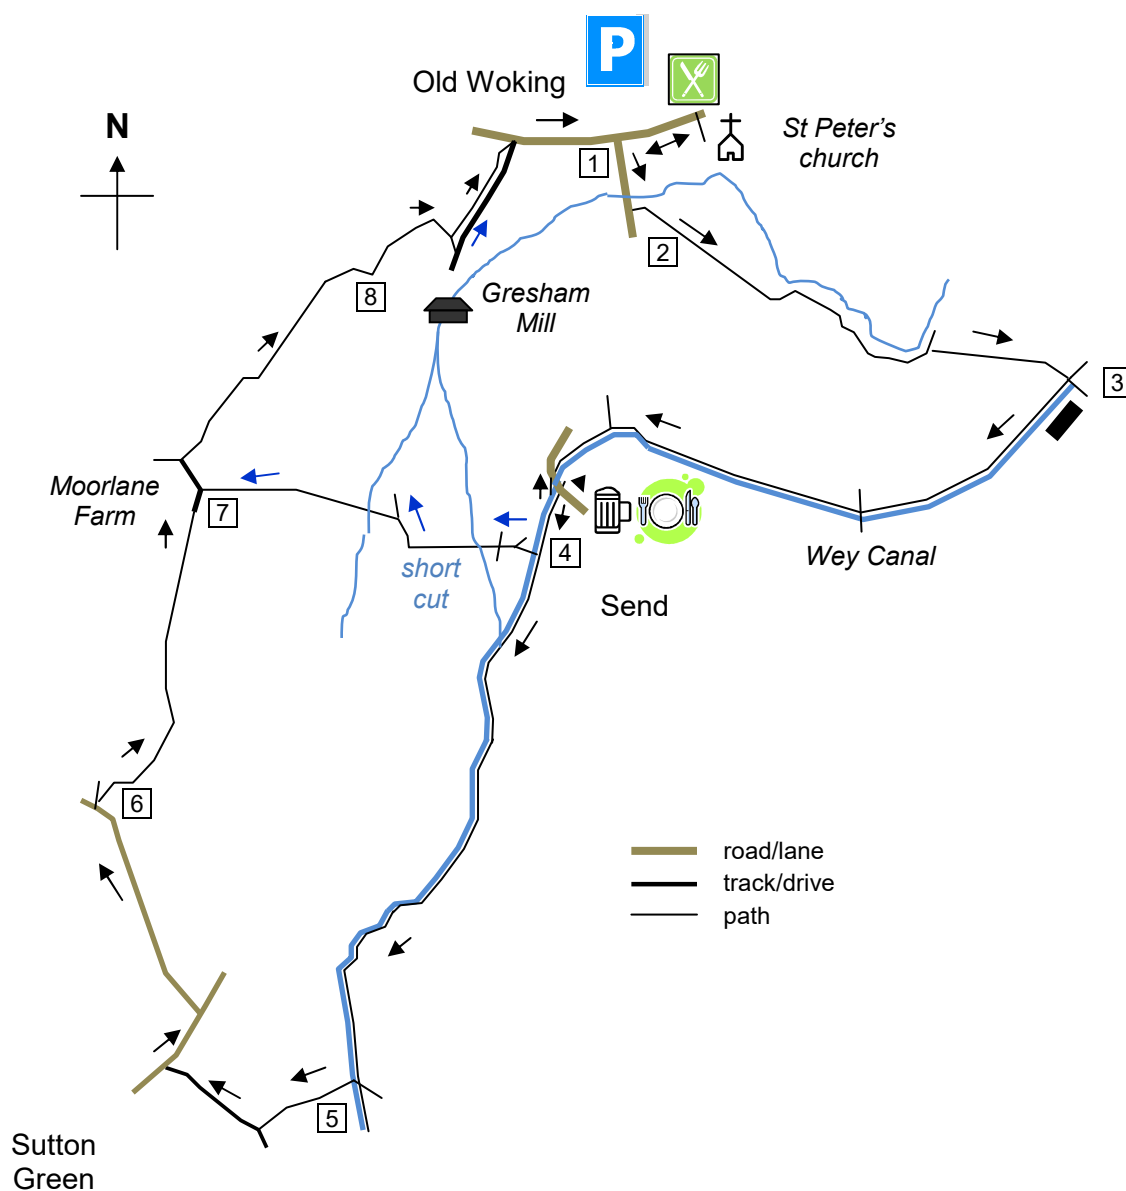 P
Old Woking
N
St Peter's
church
1
2
8
Gresham
Mill
3
Moorlane
Farm
7
4
Wey Canal
short
cut
Send
6
road/lane
track/drive
path
5
Sutton
Green